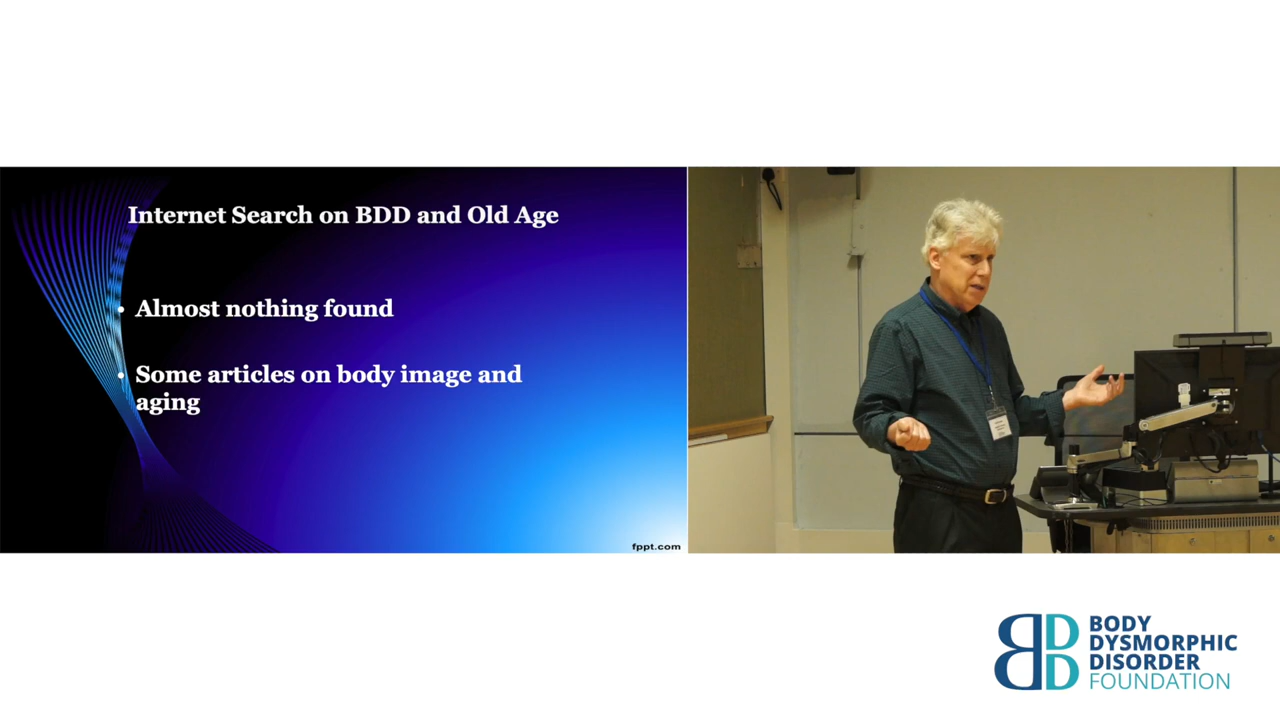 Internet Search on BDD and Old Age
• Almost nothing found
• Some articles on body image and
aging
fppt.com
BODY
DYSMORPHIC
DISORDER
FOUNDATION